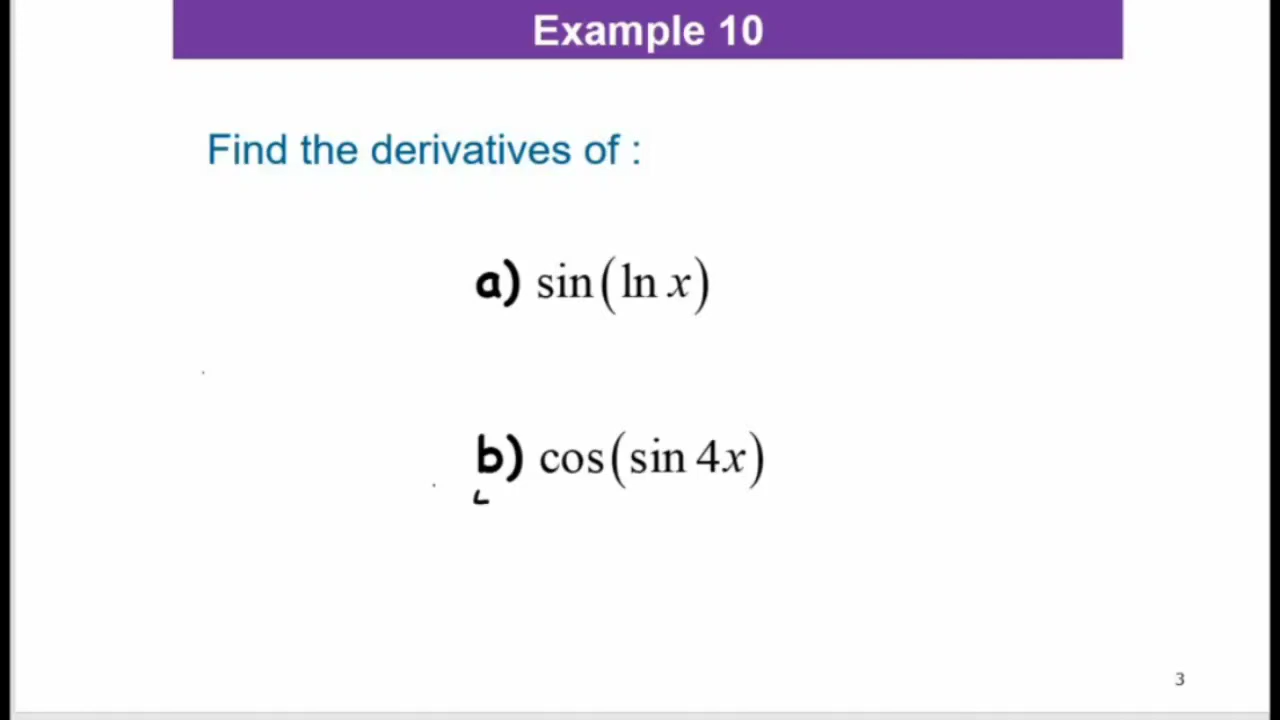 Example 10
Find the derivatives of :
a) sin(ln x)
b) cos(sin 4x)
3